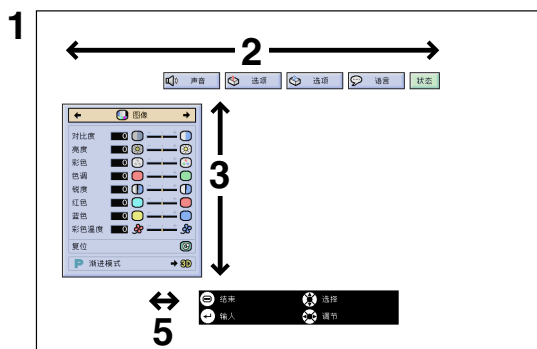 1
2
声音 选项 选项 语言 状态
图像
3
对比度 0
亮度 0
彩色 0
色调 0
锐度 0
红色 0
蓝色 0
彩色温度 0
复位
P 渐进模式 3D
5
结束 选择
输入 调节